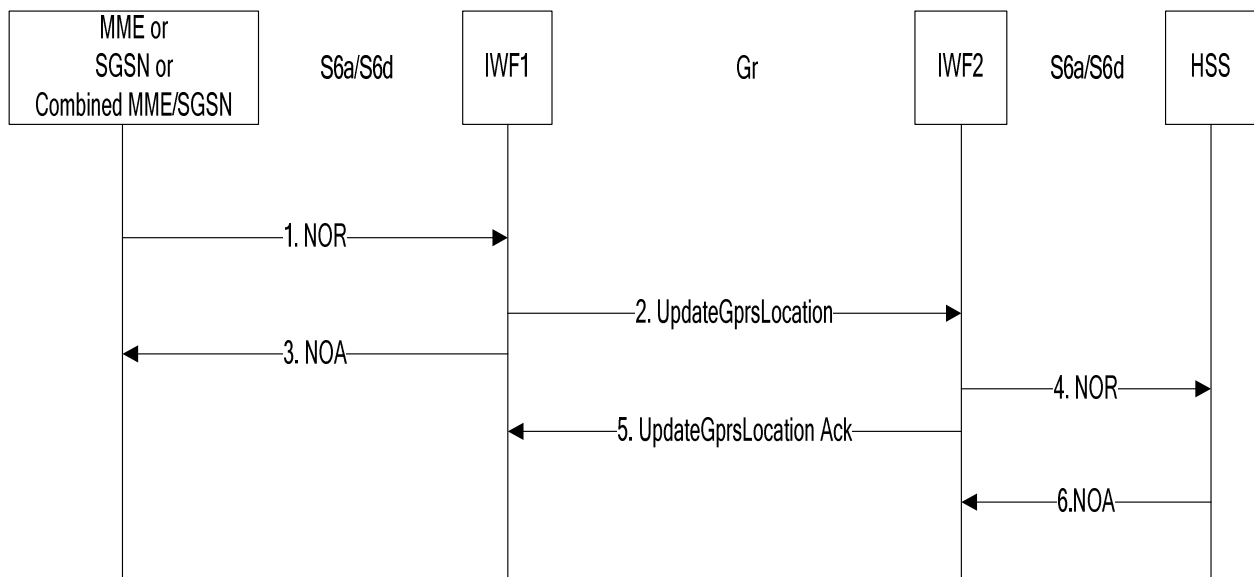 MME or
SGSN or
Combined MME/SGSN
S6a/S6d
IWF1
Gr
IWF2
S6a/S6d
HSS
1. NOR
2. UpdateGprsLocation
3. NOA
4. NOR
5. UpdateGprsLocation Ack
6.NOA